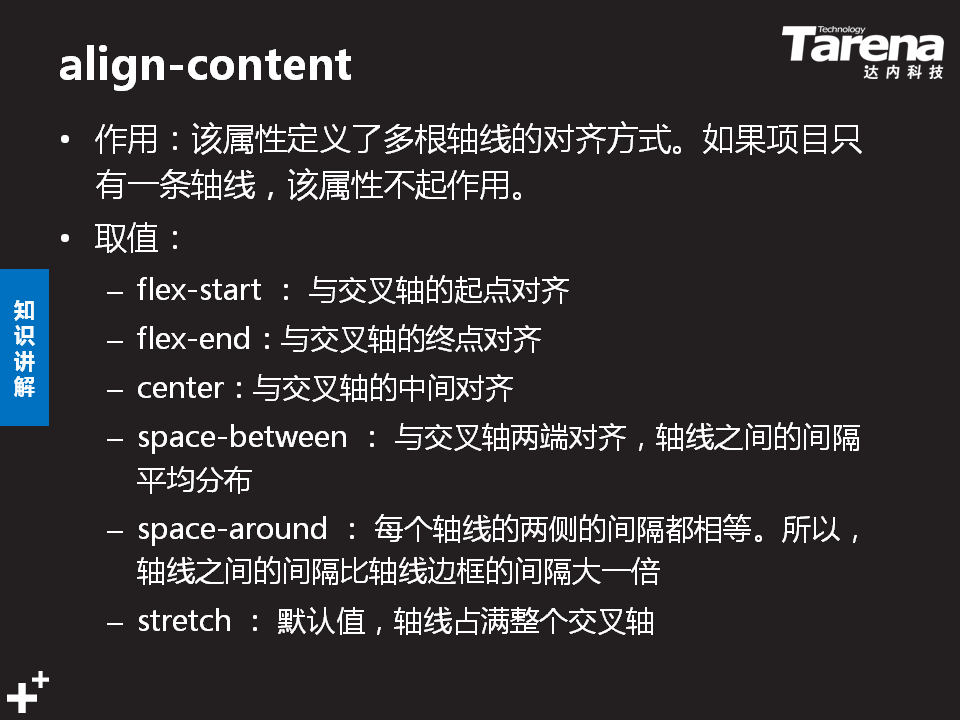 align-content
Technology
Tarena
达内科技
• 作用：该属性定义了多根轴线的对齐方式。如果项目只
有一条轴线，该属性不起作用。
• 取值：
– flex-start ： 与交叉轴的起点对齐
– flex-end：与交叉轴的终点对齐
– center：与交叉轴的中间对齐
– space-between ： 与交叉轴两端对齐，轴线之间的间隔
平均分布
– space-around ： 每个轴线的两侧的间隔都相等。所以，
轴线之间的间隔比轴线边框的间隔大一倍
– stretch ： 默认值，轴线占满整个交叉轴
知
识
讲
解